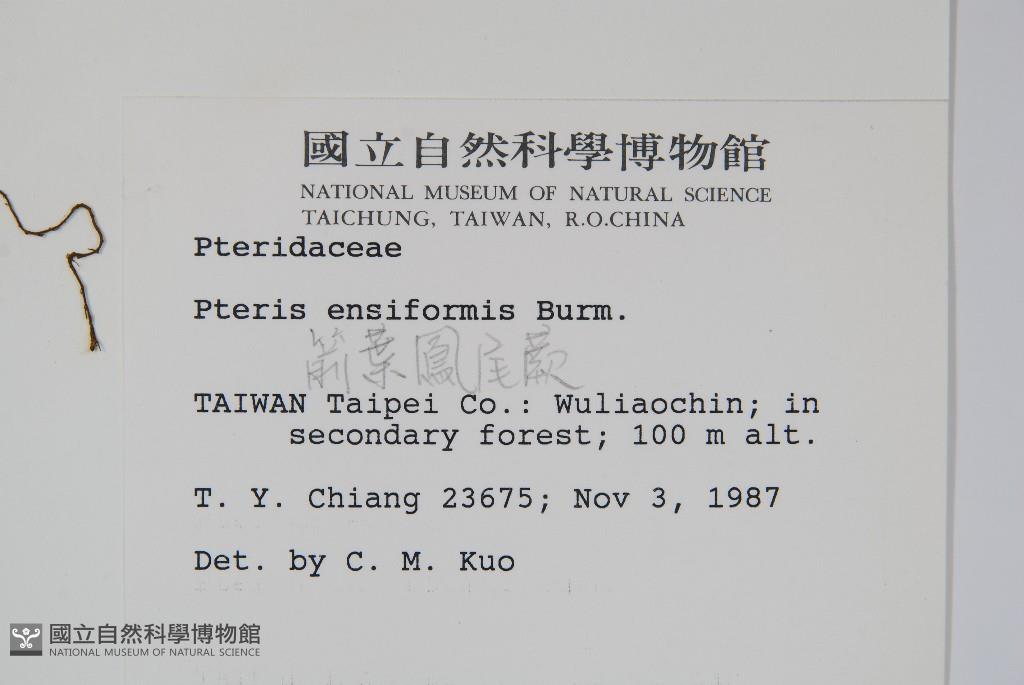 國立自然科學博物館
NATIONAL MUSEUM OF NATURAL SCIENCE
TAICHUNG, TAIWAN, R.O.CHINA
Pteridaceae
Pteris ensiformis Burm.
箭葉鳳尾蕨
TAIWAN Taipei Co.: Wuliaochin; in
secondary forest; 100 m alt.
T. Y. Chiang 23675; Nov 3, 1987
Det. by C. M. Kuo
國立自然科學博物館
NATIONAL MUSEUM OF NATURAL SCIENCE